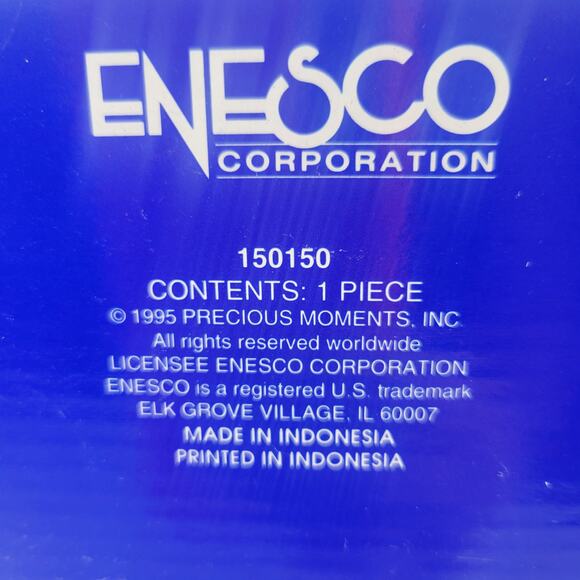 ENESCO
CORPORATION
150150
CONTENTS: 1 PIECE
© 1995 PRECIOUS MOMENTS, INC.
All rights reserved worldwide
LICENSEE ENESCO CORPORATION
ENESCO is a registered U.S. trademark
ELK GROVE VILLAGE, IL 60007
MADE IN INDONESIA
PRINTED IN INDONESIA